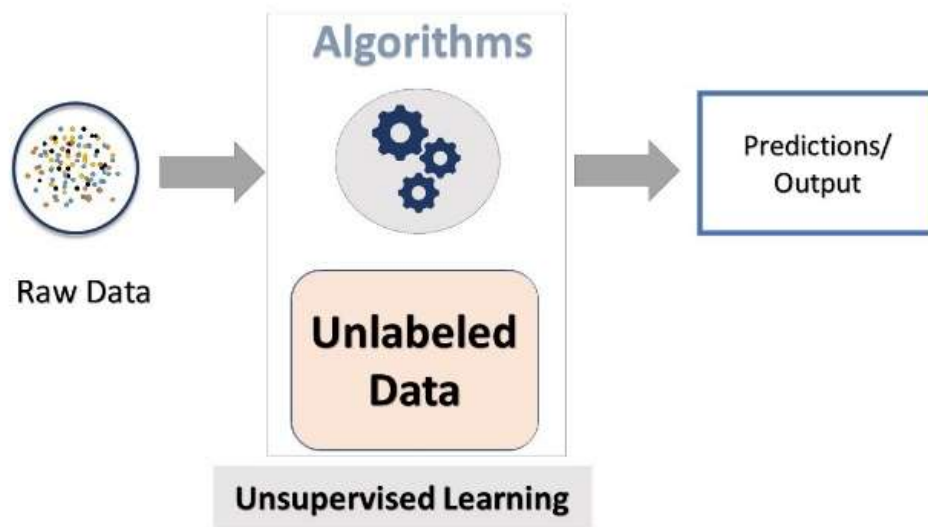 Algorithms
Raw Data
Predictions/
Output
Unlabeled
Data
Unsupervised Learning